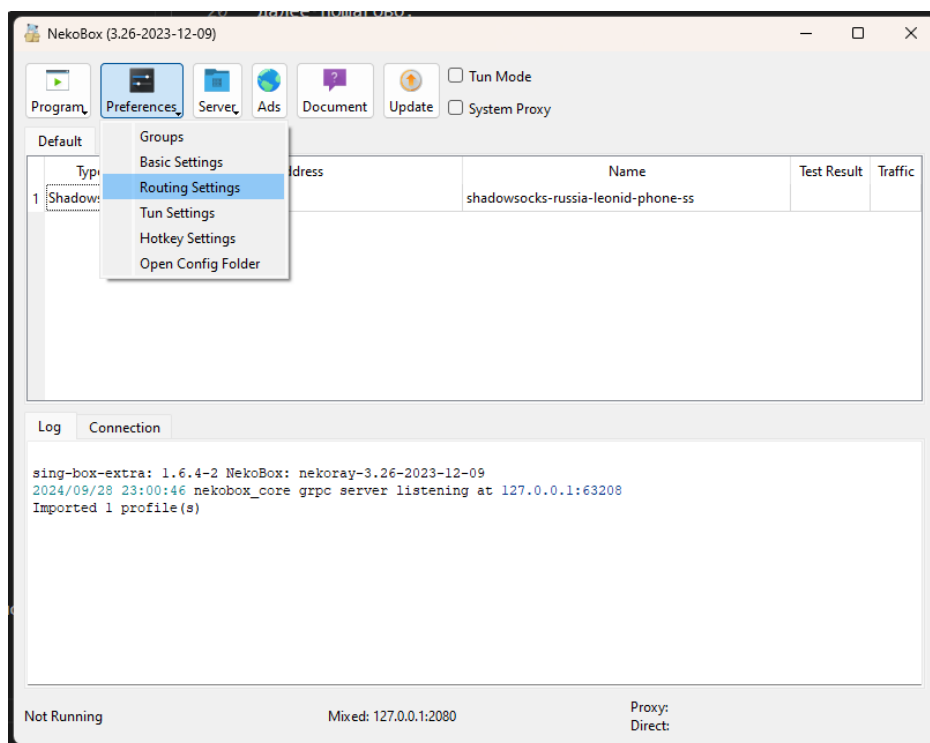 далее пошагово.
NekoBox (3.26-2023-12-09)
Program
Preferences
Server
Ads
Document
Update
Tun Mode
System Proxy
Default
Groups
Basic Settings
Routing Settings
Tun Settings
Hotkey Settings
Open Config Folder
Name
Test Result
Traffic
1
shadowsocks-russia-leonid-phone-ss
Log
Connection
sing-box-extra: 1.6.4-2 NekoBox: nekoray-3.26-2023-12-09
2024/09/28 23:00:46 nekobox_core grpc server listening at 127.0.0.1:63208
Imported 1 profile(s)
Not Running
Mixed: 127.0.0.1:2080
Proxy:
Direct: